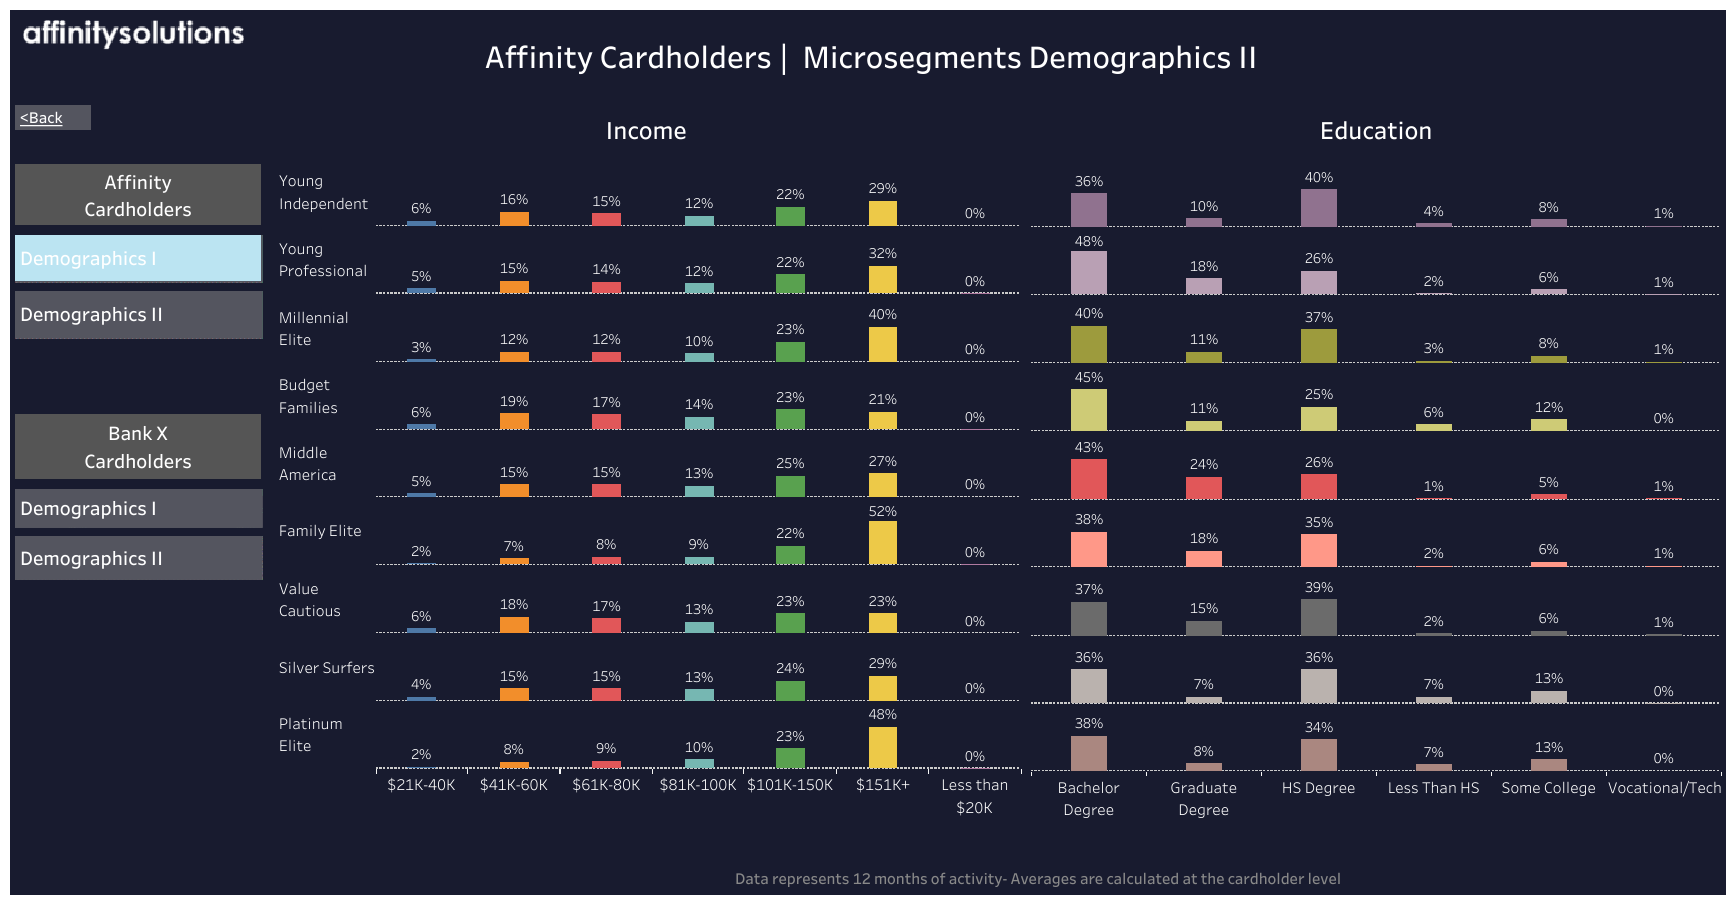 affinitysolutions
Affinity Cardholders | Microsegments Demographics II
<Back
Income
Education
Affinity
Cardholders
Demographics I
Demographics II
Bank X
Cardholders
Demographics I
Demographics II
Young
Independent
6% 16% 15% 12% 22% 29% 0%
36% 10% 40% 4% 8% 1%
Young
Professional
5% 15% 14% 12% 22% 32% 0%
48% 18% 26% 2% 6% 1%
Millennial
Elite
3% 12% 12% 10% 23% 40% 0%
40% 11% 37% 3% 8% 1%
Budget
Families
6% 19% 17% 14% 23% 21% 0%
45% 11% 25% 6% 12% 0%
Middle
America
5% 15% 15% 13% 25% 27% 0%
43% 24% 26% 1% 5% 1%
Family Elite
2% 7% 8% 9% 22% 52% 0%
38% 18% 35% 2% 6% 1%
Value
Cautious
6% 18% 17% 13% 23% 23% 0%
37% 15% 39% 2% 6% 1%
Silver Surfers
4% 15% 15% 13% 24% 29% 0%
36% 7% 36% 7% 13% 0%
Platinum
Elite
2% 8% 9% 10% 23% 48% 0%
38% 8% 34% 7% 13% 0%
$21K-40K $41K-60K $61K-80K $81K-100K $101K-150K $151K+ Less than
$20K
Bachelor Graduate HS Degree Less Than HS Some College Vocational/Tech
Degree Degree
Data represents 12 months of activity- Averages are calculated at the cardholder level